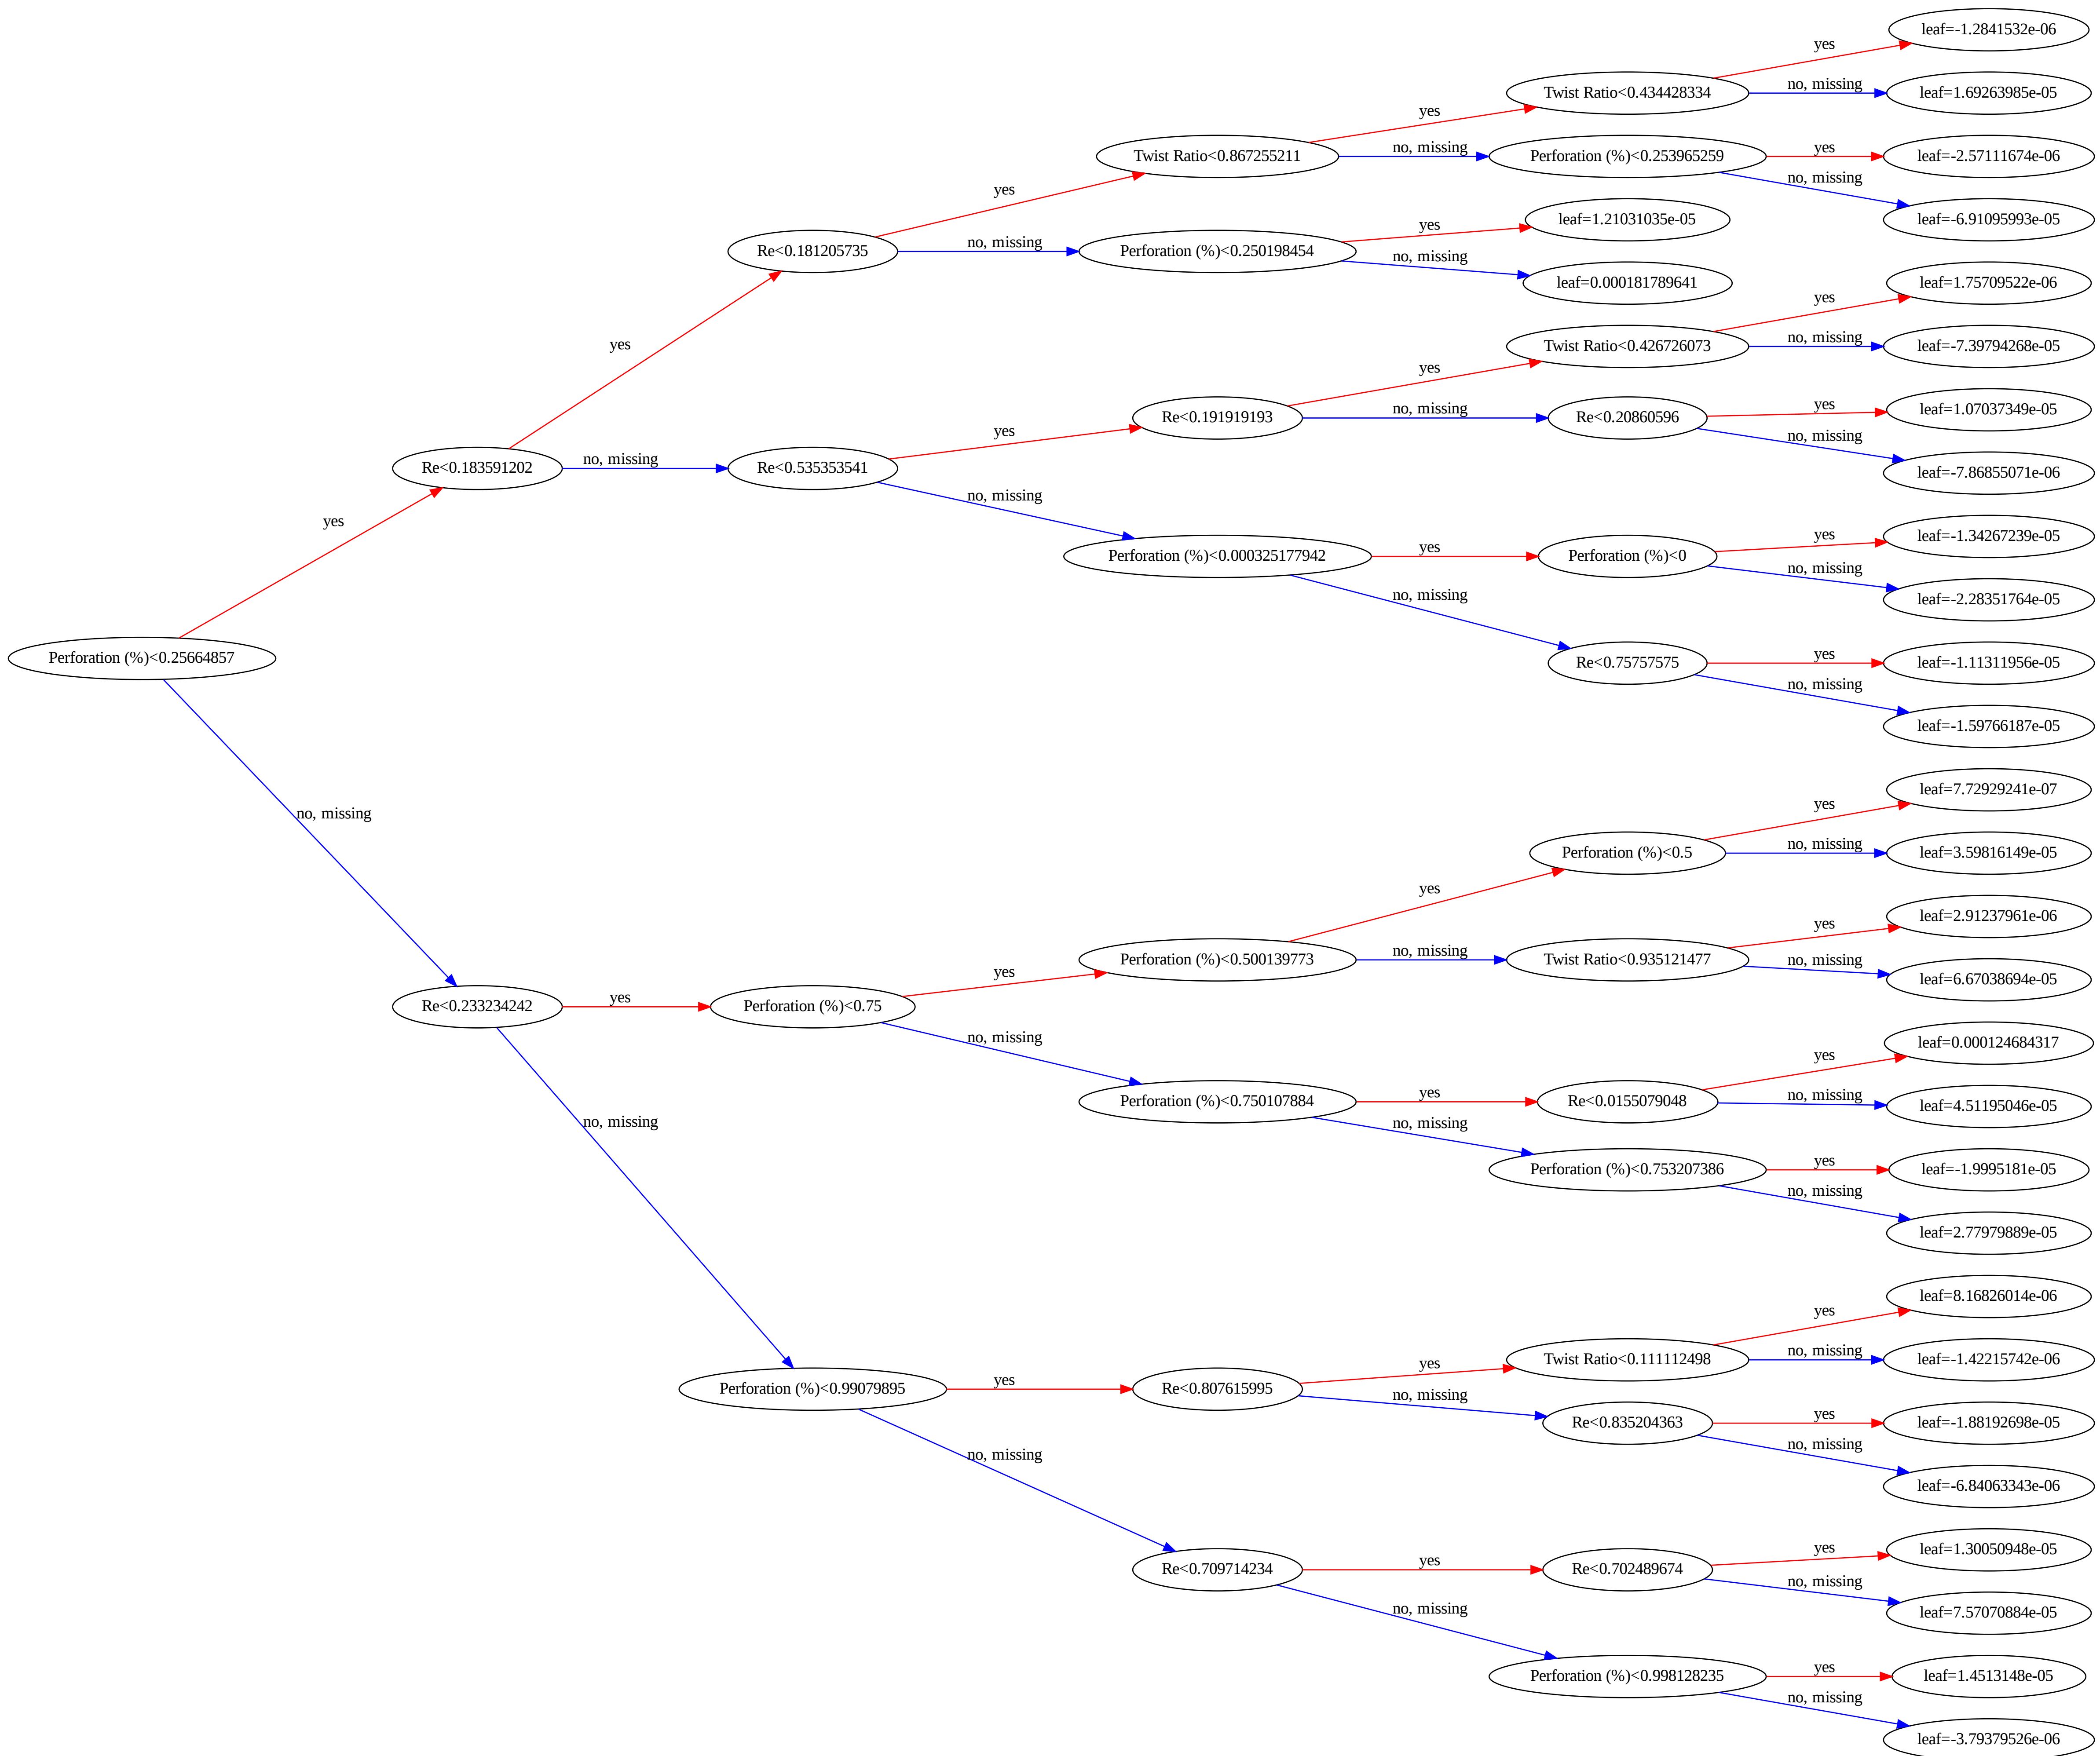 leaf=-1.2841532e-06
yes
Twist Ratio<0.434428334
no, missing
leaf=1.69263985e-05
yes
Twist Ratio<0.867255211
no, missing
Perforation (%)<0.253965259
yes
leaf=-2.57111674e-06
no, missing
yes
leaf=-6.91095993e-05
Re<0.181205735
no, missing
Perforation (%)<0.250198454
yes
leaf=1.21031035e-05
no, missing
leaf=0.000181789641
leaf=1.75709522e-06
yes
yes
Twist Ratio<0.426726073
no, missing
leaf=-7.39794268e-05
yes
Re<0.191919193
no, missing
Re<0.20860596
yes
leaf=1.07037349e-05
yes
no, missing
Re<0.183591202
no, missing
Re<0.535353541
leaf=-7.86855071e-06
no, missing
yes
Perforation (%)<0.000325177942
yes
Perforation (%)<0
yes
leaf=-1.34267239e-05
no, missing
no, missing
leaf=-2.28351764e-05
Perforation (%)<0.25664857
Re<0.75757575
yes
leaf=-1.11311956e-05
no, missing
leaf=-1.59766187e-05
no, missing
leaf=7.72929241e-07
yes
Perforation (%)<0.5
no, missing
leaf=3.59816149e-05
yes
leaf=2.91237961e-06
yes
yes
Perforation (%)<0.500139773
no, missing
Twist Ratio<0.935121477
no, missing
leaf=6.67038694e-05
Re<0.233234242
yes
Perforation (%)<0.75
no, missing
leaf=0.000124684317
yes
Perforation (%)<0.750107884
yes
Re<0.0155079048
no, missing
leaf=4.51195046e-05
no, missing
no, missing
Perforation (%)<0.753207386
yes
leaf=-1.9995181e-05
no, missing
leaf=2.77979889e-05
leaf=8.16826014e-06
yes
yes
Twist Ratio<0.111112498
no, missing
leaf=-1.42215742e-06
Perforation (%)<0.99079895
yes
Re<0.807615995
no, missing
Re<0.835204363
yes
leaf=-1.88192698e-05
no, missing
no, missing
leaf=-6.84063343e-06
yes
leaf=1.30050948e-05
Re<0.709714234
yes
Re<0.702489674
no, missing
leaf=7.57070884e-05
no, missing
Perforation (%)<0.998128235
yes
leaf=1.4513148e-05
no, missing
leaf=-3.79379526e-06